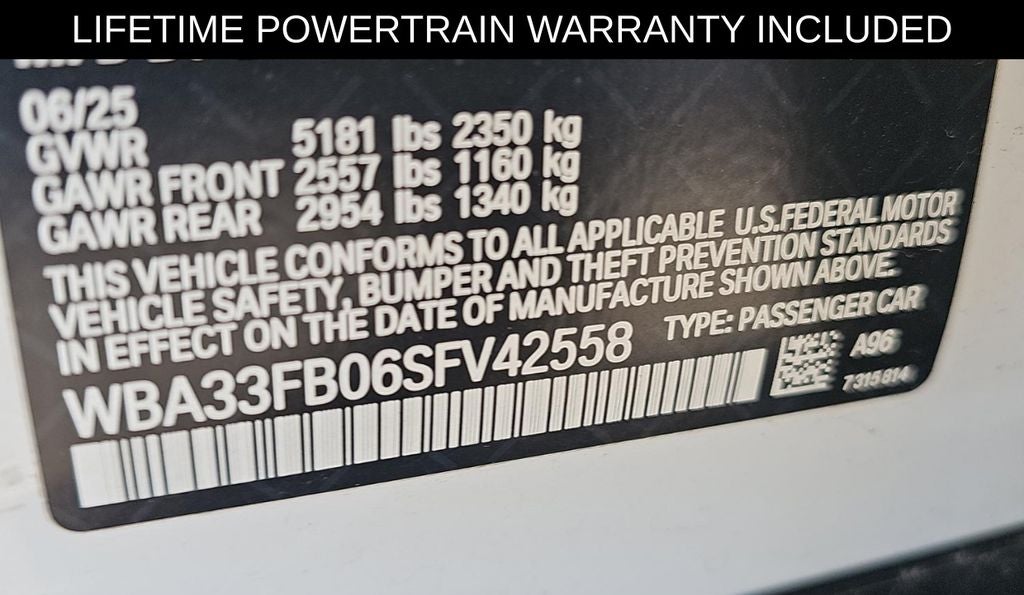 LIFETIME POWERTRAIN WARRANTY INCLUDED
06/25
GVWR 5181 lbs 2350 kg
GAWR FRONT 2557 lbs 1160 kg
GAWR REAR 2954 lbs 1340 kg
THIS VEHICLE CONFORMS TO ALL APPLICABLE U.S.FEDERAL MOTOR
VEHICLE SAFETY, BUMPER AND THEFT PREVENTION STANDARDS
IN EFFECT ON THE DATE OF MANUFACTURE SHOWN ABOVE.
WBA33FB06SFV42558 TYPE: PASSENGER CAR
A96
7315814